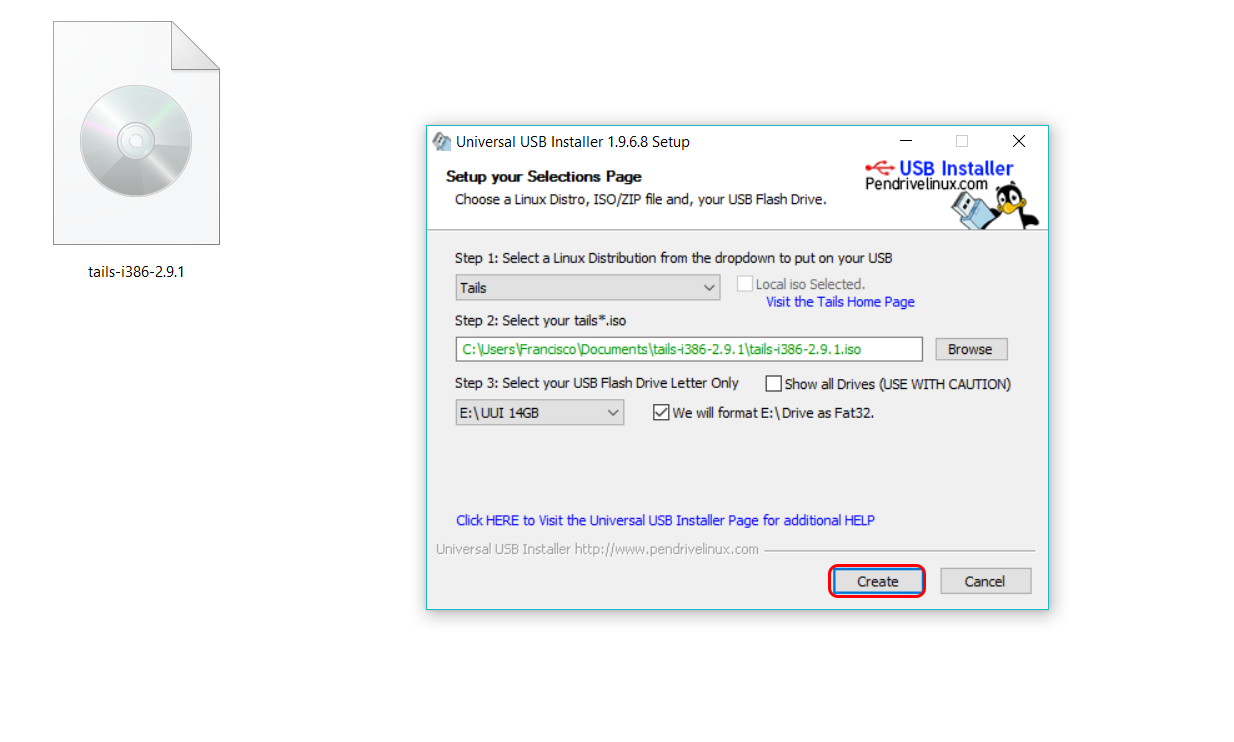 tails-i386-2.9.1
Universal USB Installer 1.9.6.8 Setup
Setup your Selections Page
Choose a Linux Distro, ISO/ZIP file and, your USB Flash Drive.
USB Installer
Pendrivelinux.com
Step 1: Select a Linux Distribution from the dropdown to put on your USB
Tails
Local iso Selected.
Visit the Tails Home Page
Step 2: Select your tails*.iso
C:\Users\Francisco\Documents\tails-i386-2.9.1\tails-i386-2.9.1.iso
Browse
Step 3: Select your USB Flash Drive Letter Only
Show all Drives (USE WITH CAUTION)
E:\UUI 14GB
We will format E:\Drive as Fat32.
Click HERE to Visit the Universal USB Installer Page for additional HELP
Universal USB Installer http://www.pendrivelinux.com
Create
Cancel